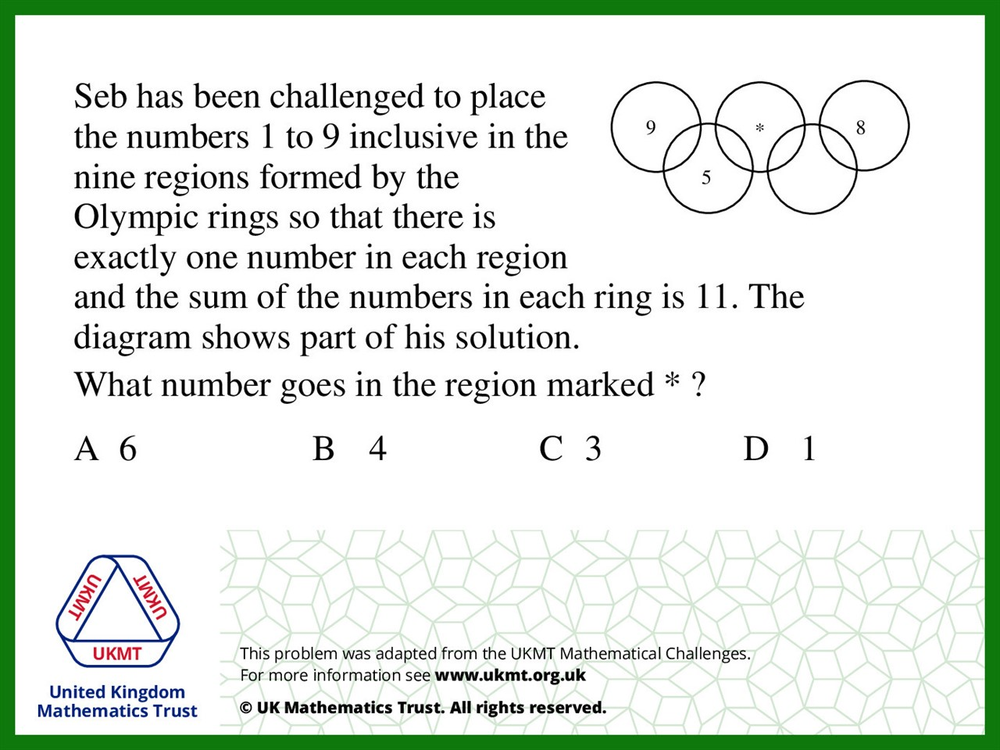 Seb has been challenged to place
the numbers 1 to 9 inclusive in the
nine regions formed by the
Olympic rings so that there is
exactly one number in each region
and the sum of the numbers in each ring is 11. The
diagram shows part of his solution.
9 * 8
5
What number goes in the region marked * ?
A 6 B 4 C 3 D 1
UKMT UKMT
UKMT
United Kingdom
Mathematics Trust
This problem was adapted from the UKMT Mathematical Challenges.
For more information see www.ukmt.org.uk
© UK Mathematics Trust. All rights reserved.